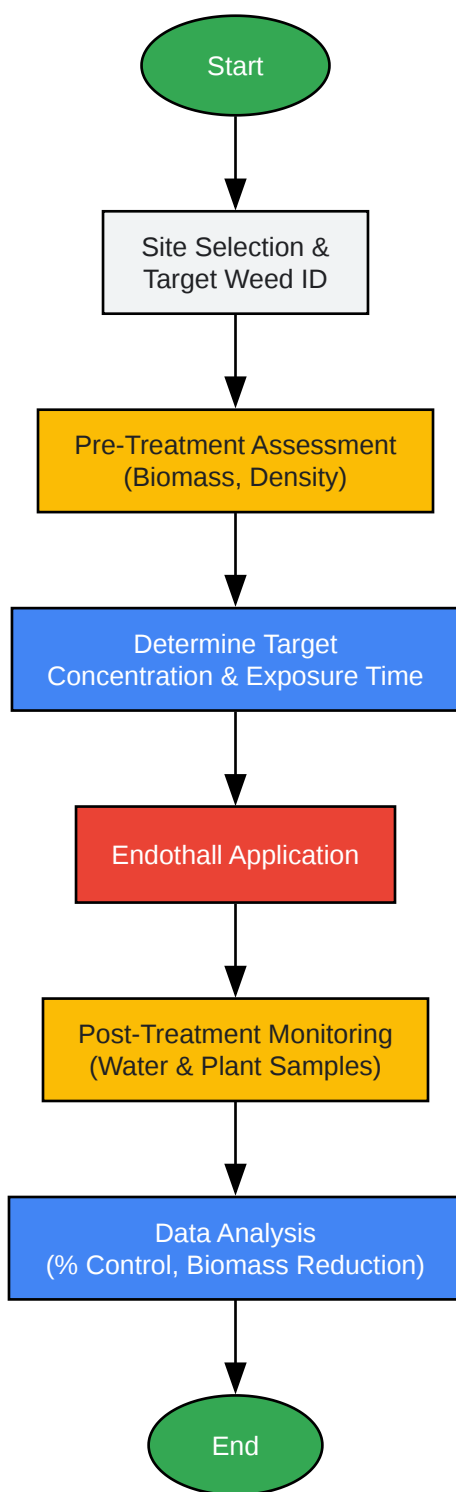 Start
Site Selection &
Target Weed ID
Pre-Treatment Assessment
(Biomass, Density)
Determine Target
Concentration & Exposure Time
Endothall Application
Post-Treatment Monitoring
(Water & Plant Samples)
Data Analysis
(% Control, Biomass Reduction)
End